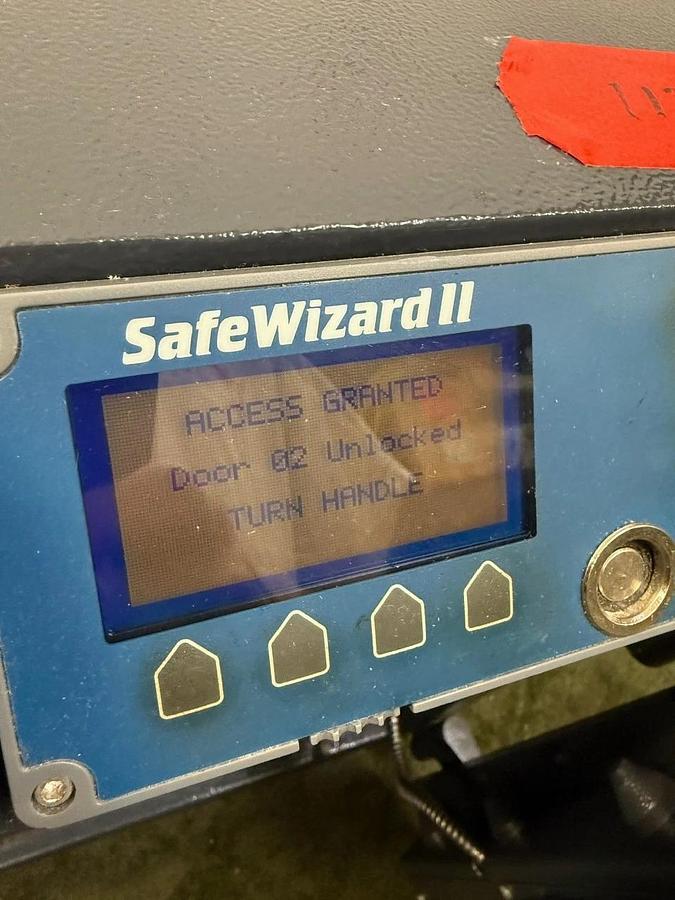 SafeWizard II
ACCESS GRANTED
Door 02 Unlocked
TURN HANDLE